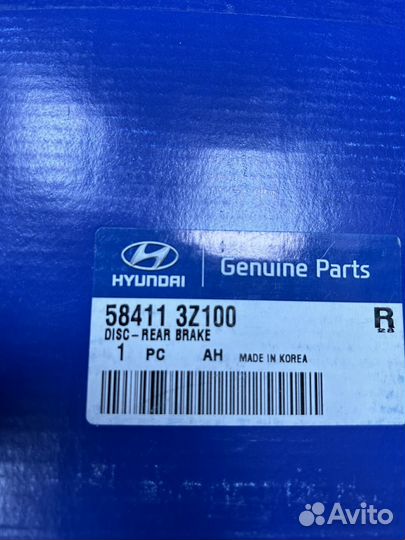 HYUNDAI
Genuine Parts
58411 3Z100 R
DISC-REAR BRAKE
1 PC AH MADE IN KOREA
Avito